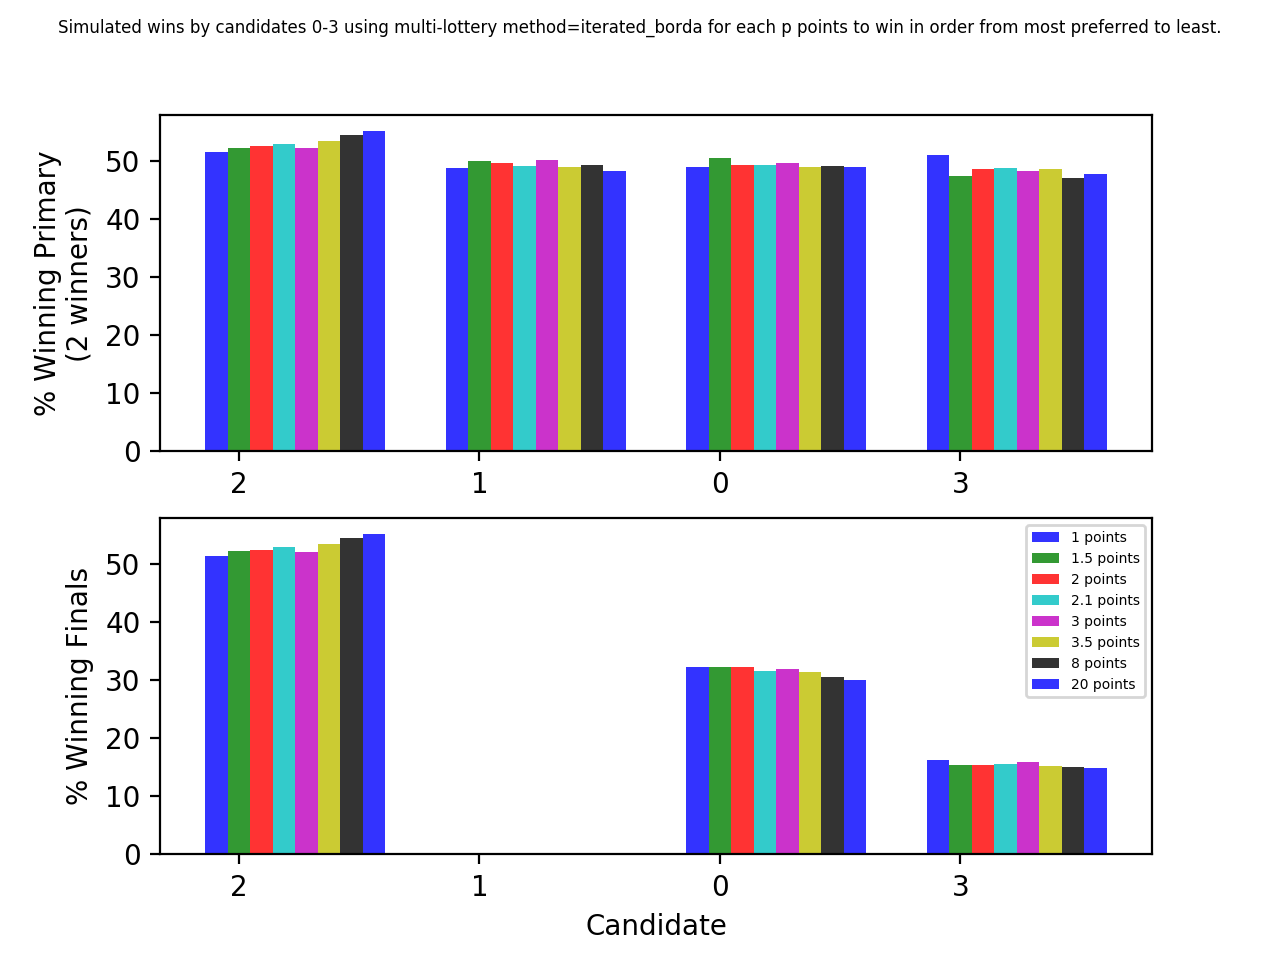 Simulated wins by candidates 0-3 using multi-lottery method=iterated_borda for each p points to win in order from most preferred to least.
% Winning Primary
(2 winners)
50
40
30
20
10
0
2 1 0 3
% Winning Finals
50
40
30
20
10
0
1 points
1.5 points
2 points
2.1 points
3 points
3.5 points
8 points
20 points
2 1 0 3
Candidate